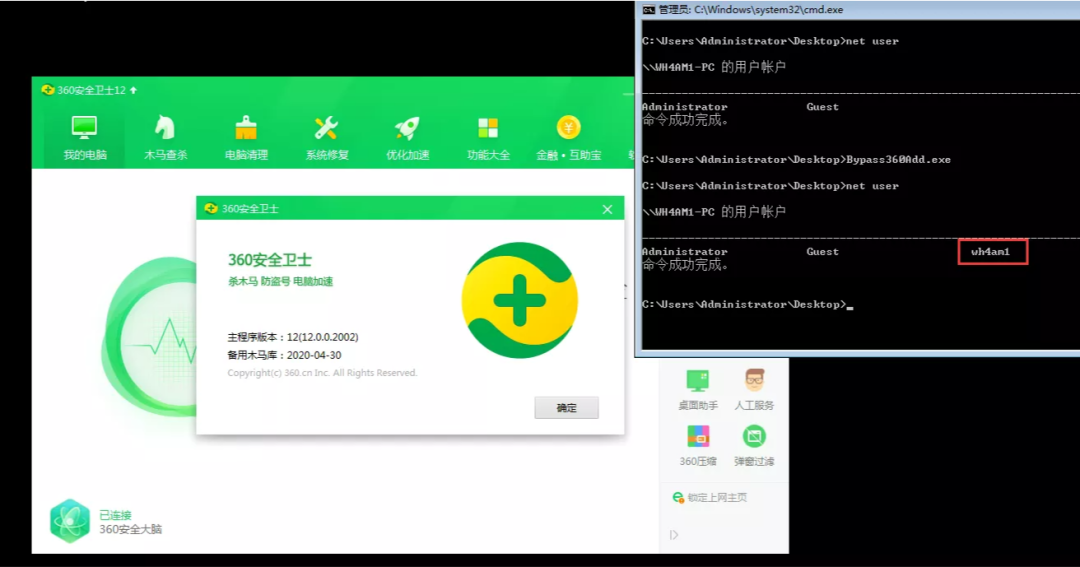 管理员: C:\Windows\system32\cmd.exe
C:\Users\Administrator\Desktop>net user
\\WH4AM1-PC 的用户帐户
Administrator Guest
命令成功完成。
C:\Users\Administrator\Desktop>Bypass360Add.exe
C:\Users\Administrator\Desktop>net user
\\WH4AM1-PC 的用户帐户
Administrator Guest wh4am1
命令成功完成。
C:\Users\Administrator\Desktop>_
360安全卫士12
我的电脑 木马查杀 电脑清理 系统修复 优化加速 功能大全 金融•互助宝
360安全卫士
360安全卫士
杀木马 防盗号 电脑加速
主程序版本：12(12.0.0.2002)
备用木马库：2020-04-30
Copyright(c) 360.cn Inc. All Rights Reserved.
确定
桌面助手 人工服务
360压缩 弹窗过滤
锁定上网主页
已连接
360安全大脑